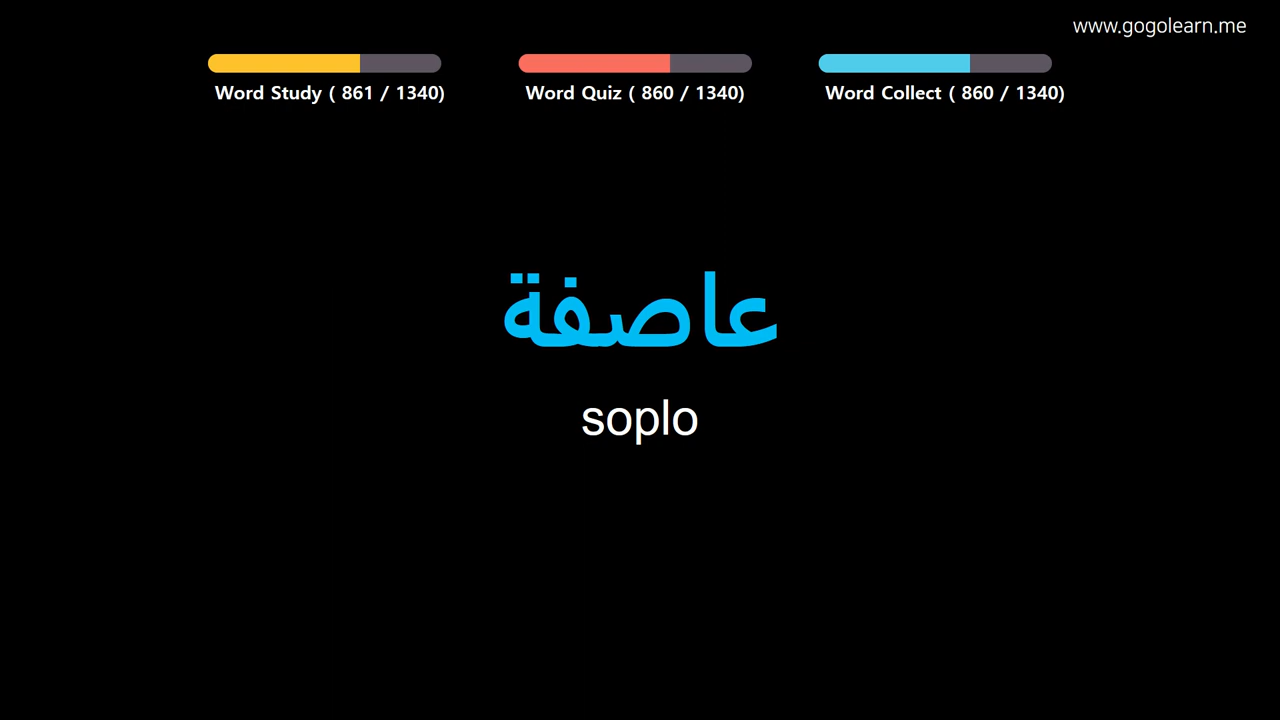 www.gogolearn.me
Word Study ( 861 / 1340)
Word Quiz ( 860 / 1340)
Word Collect ( 860 / 1340)
عاصفة
soplo